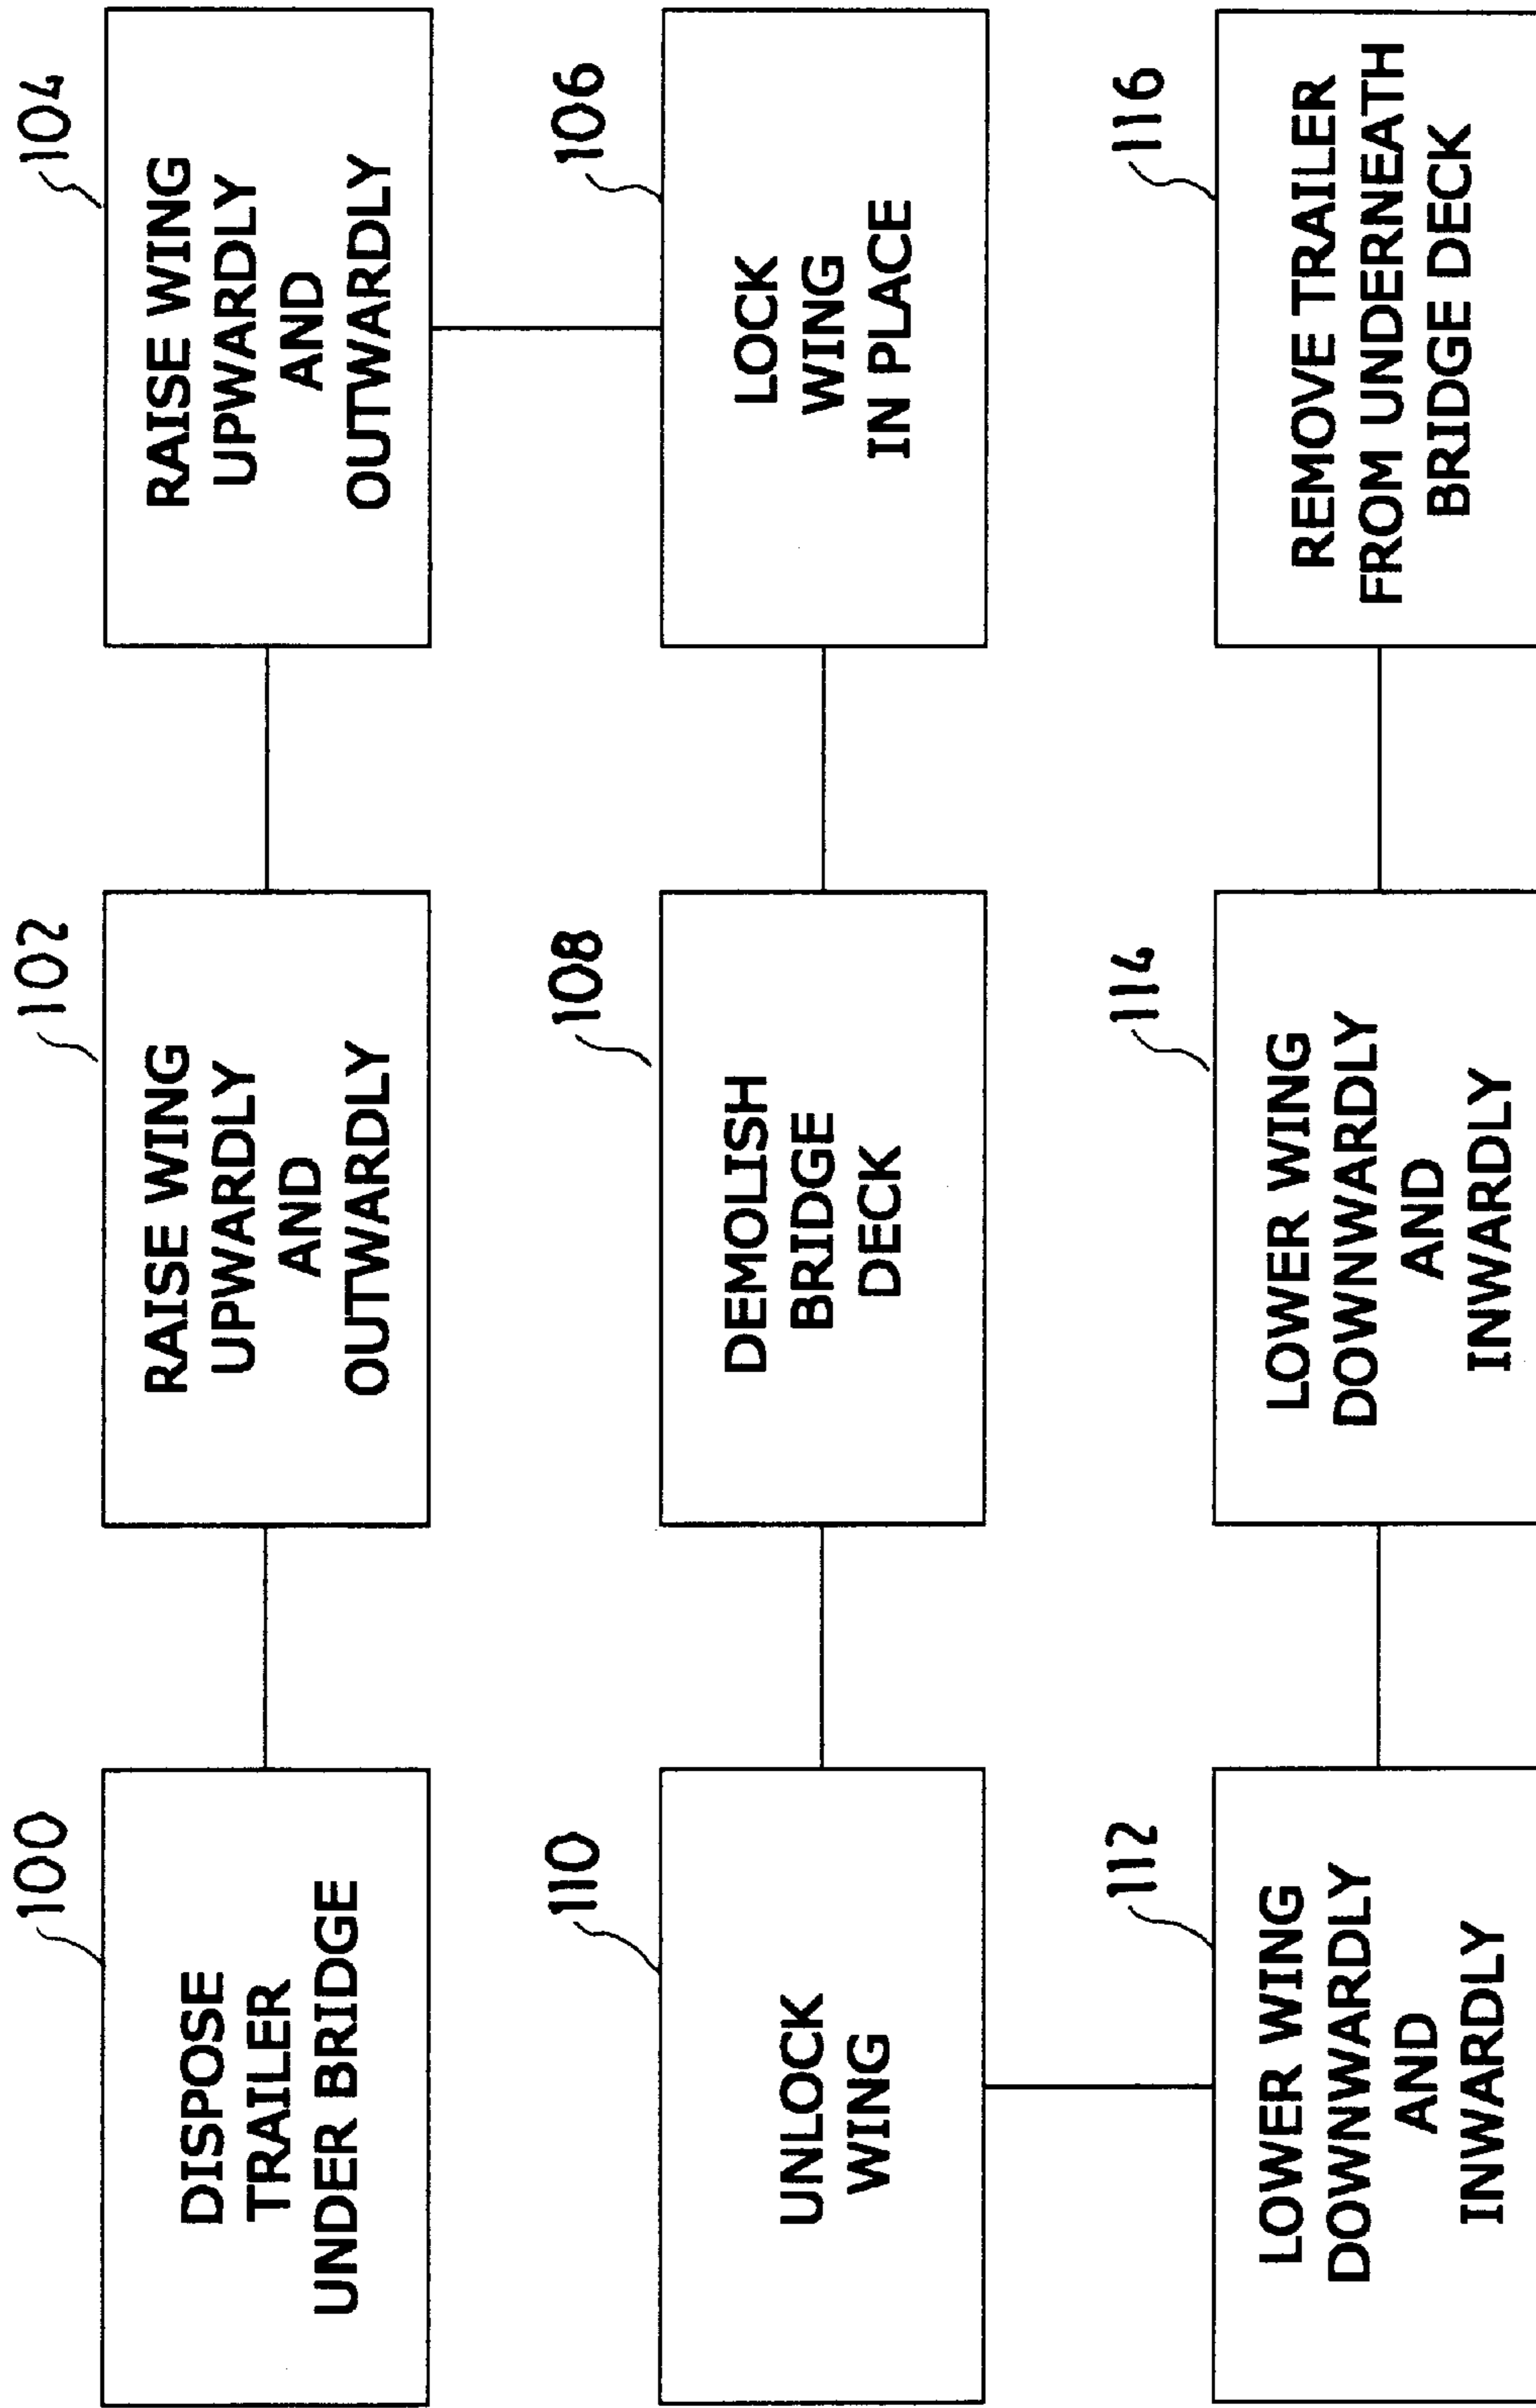 100
DISPOSE
TRAILER
UNDER BRIDGE
102
RAISE WING
UPWARDLY
AND
OUTWARDLY
104
RAISE WING
UPWARDLY
AND
OUTWARDLY
106
LOCK
WING
IN PLACE
108
DEMOLISH
BRIDGE
DECK
110
UNLOCK
WING
112
LOWER WING
DOWNWARDLY
AND
INWARDLY
114
LOWER WING
DOWNWARDLY
AND
INWARDLY
116
REMOVE TRAILER
FROM UNDERNEATH
BRIDGE DECK